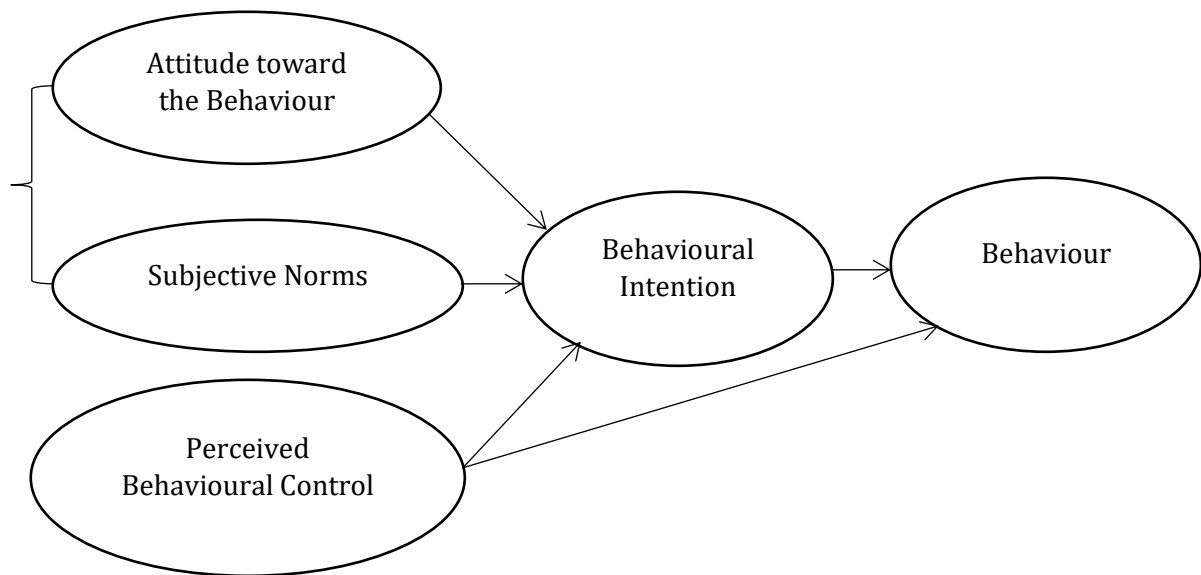 Attitude toward
the Behaviour
Subjective Norms
Behavioural
Intention
Behaviour
Perceived
Behavioural Control